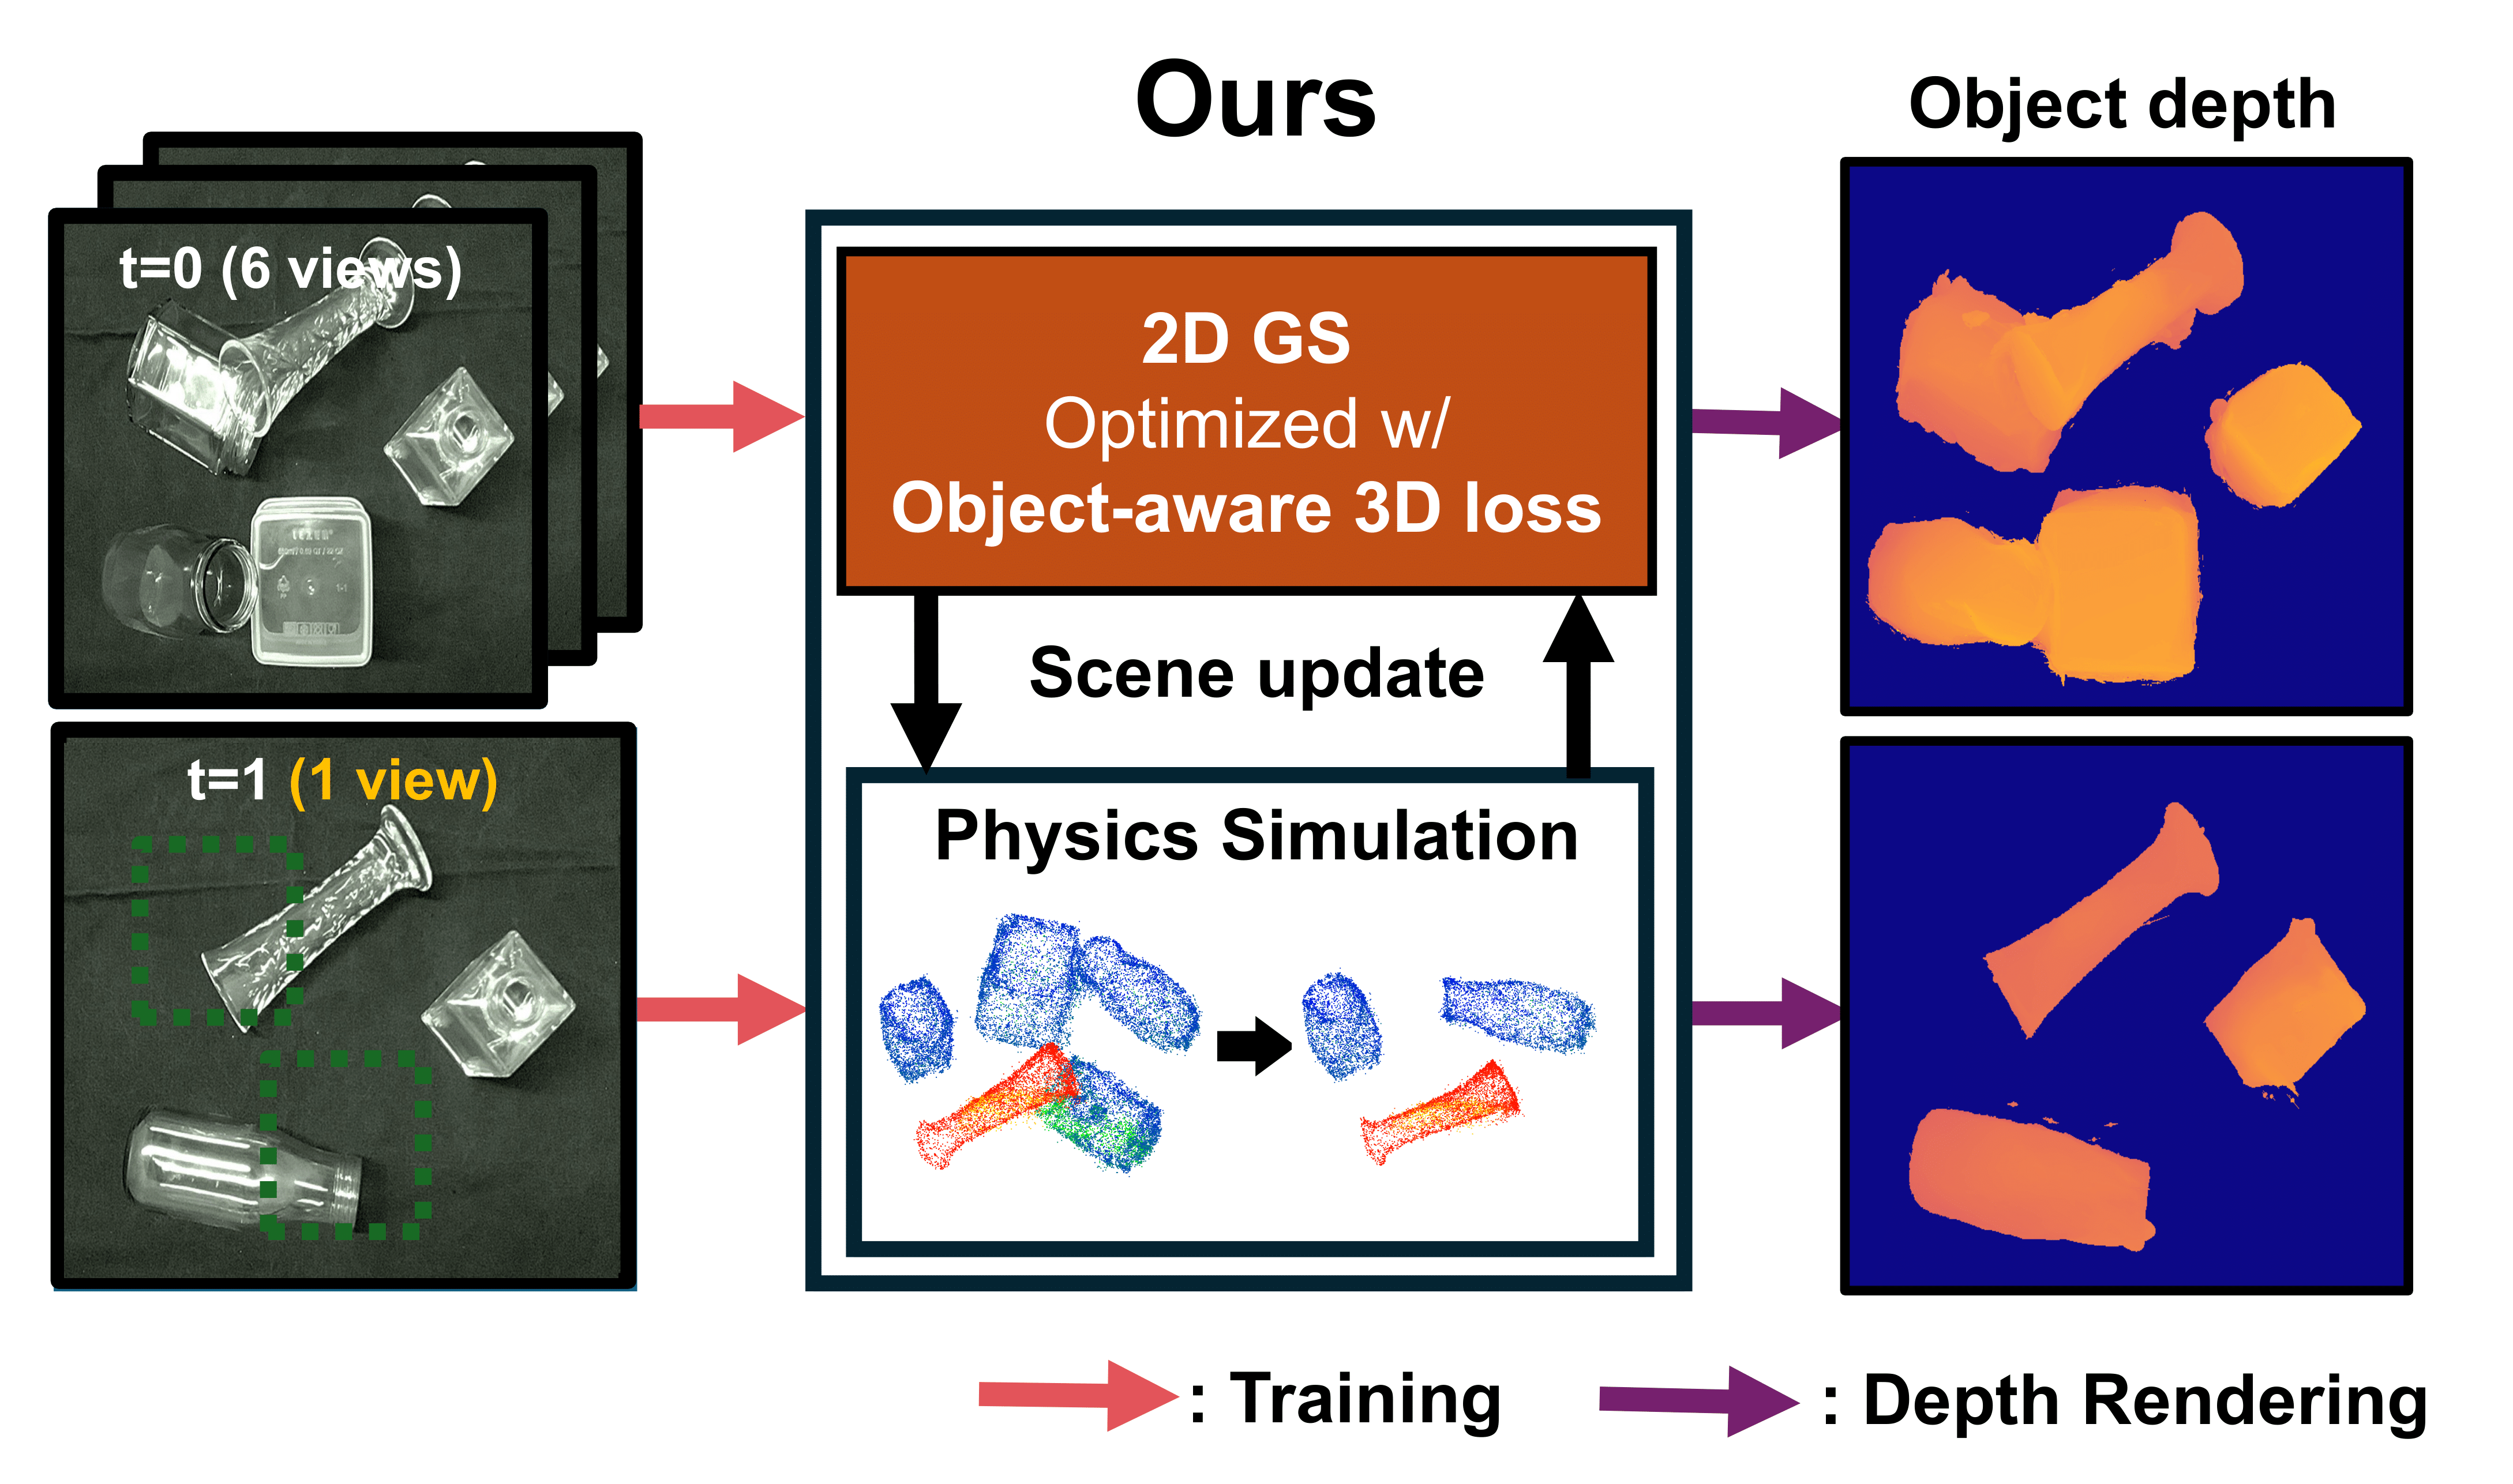 Ours
Object depth
t=0 (6 views)
2D GS
Optimized w/
Object-aware 3D loss
Scene update
t=1 (1 view)
Physics Simulation
: Training
: Depth Rendering